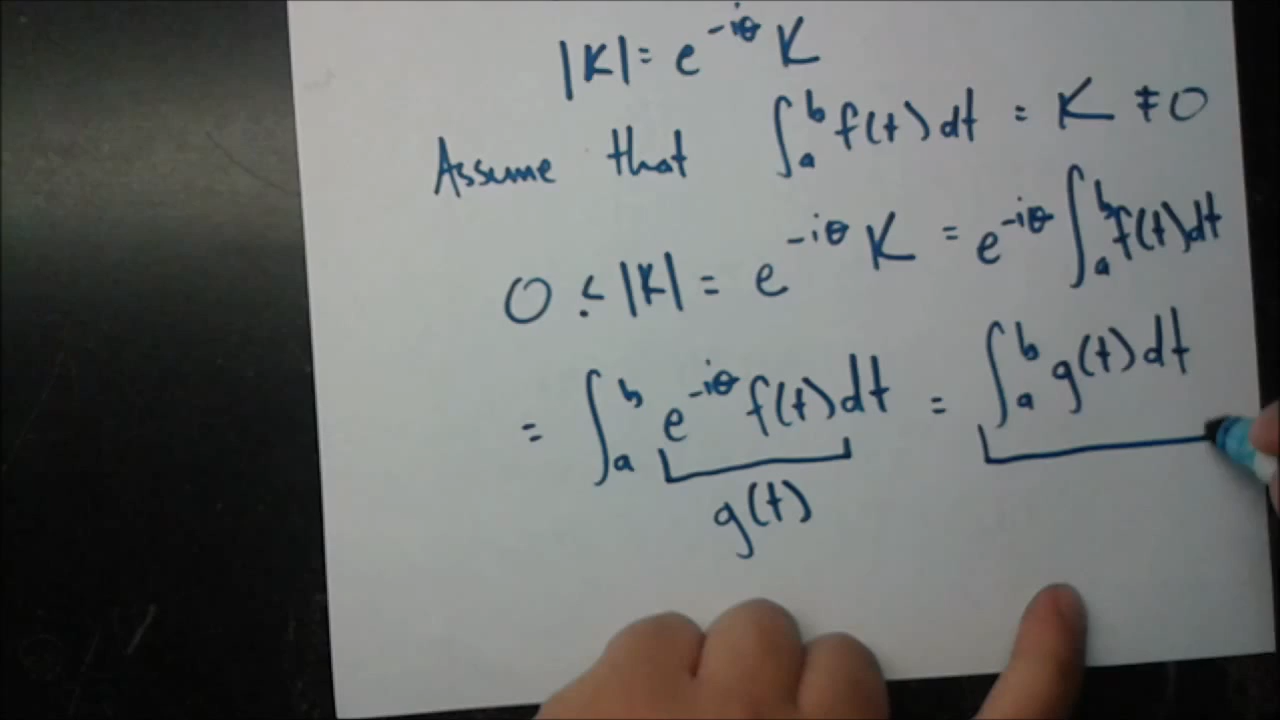 |K| = e^{-iθ} K
Assume that ∫_a^b f(t) dt = K ≠ 0
0 < |K| = e^{-iθ} K = e^{-iθ} ∫_a^b f(t) dt
= ∫_a^b e^{-iθ} f(t) dt = ∫_a^b g(t) dt
g(t)